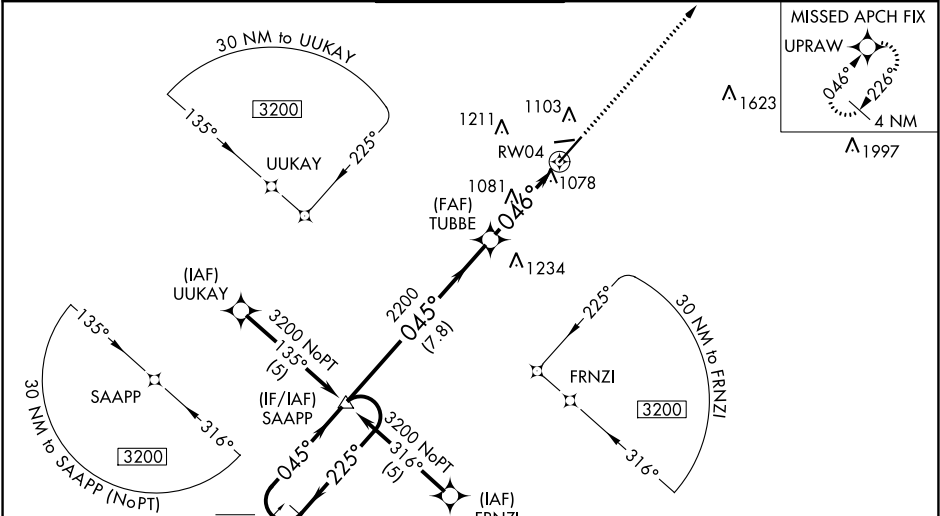 MISSED APCH FIX
UPRAW
046°
226°
4 NM
30 NM to UUKAY
3200
135°
225°
UUKAY
1623
1997
1211
1103
RW04
1078
1081
046°
(FAF)
TUBBE
1234
2200
045°
(7.8)
(IAF)
UUKAY
3200 NoPT
135°
(5)
(IF/IAF)
SAAPP
045°
225°
3200 NoPT
316°
(5)
(IAF)
135°
SAAPP
316°
3200
30 NM to SAAPP (NoPT)
225°
30 NM to FRNZI
FRNZI
3200
316°